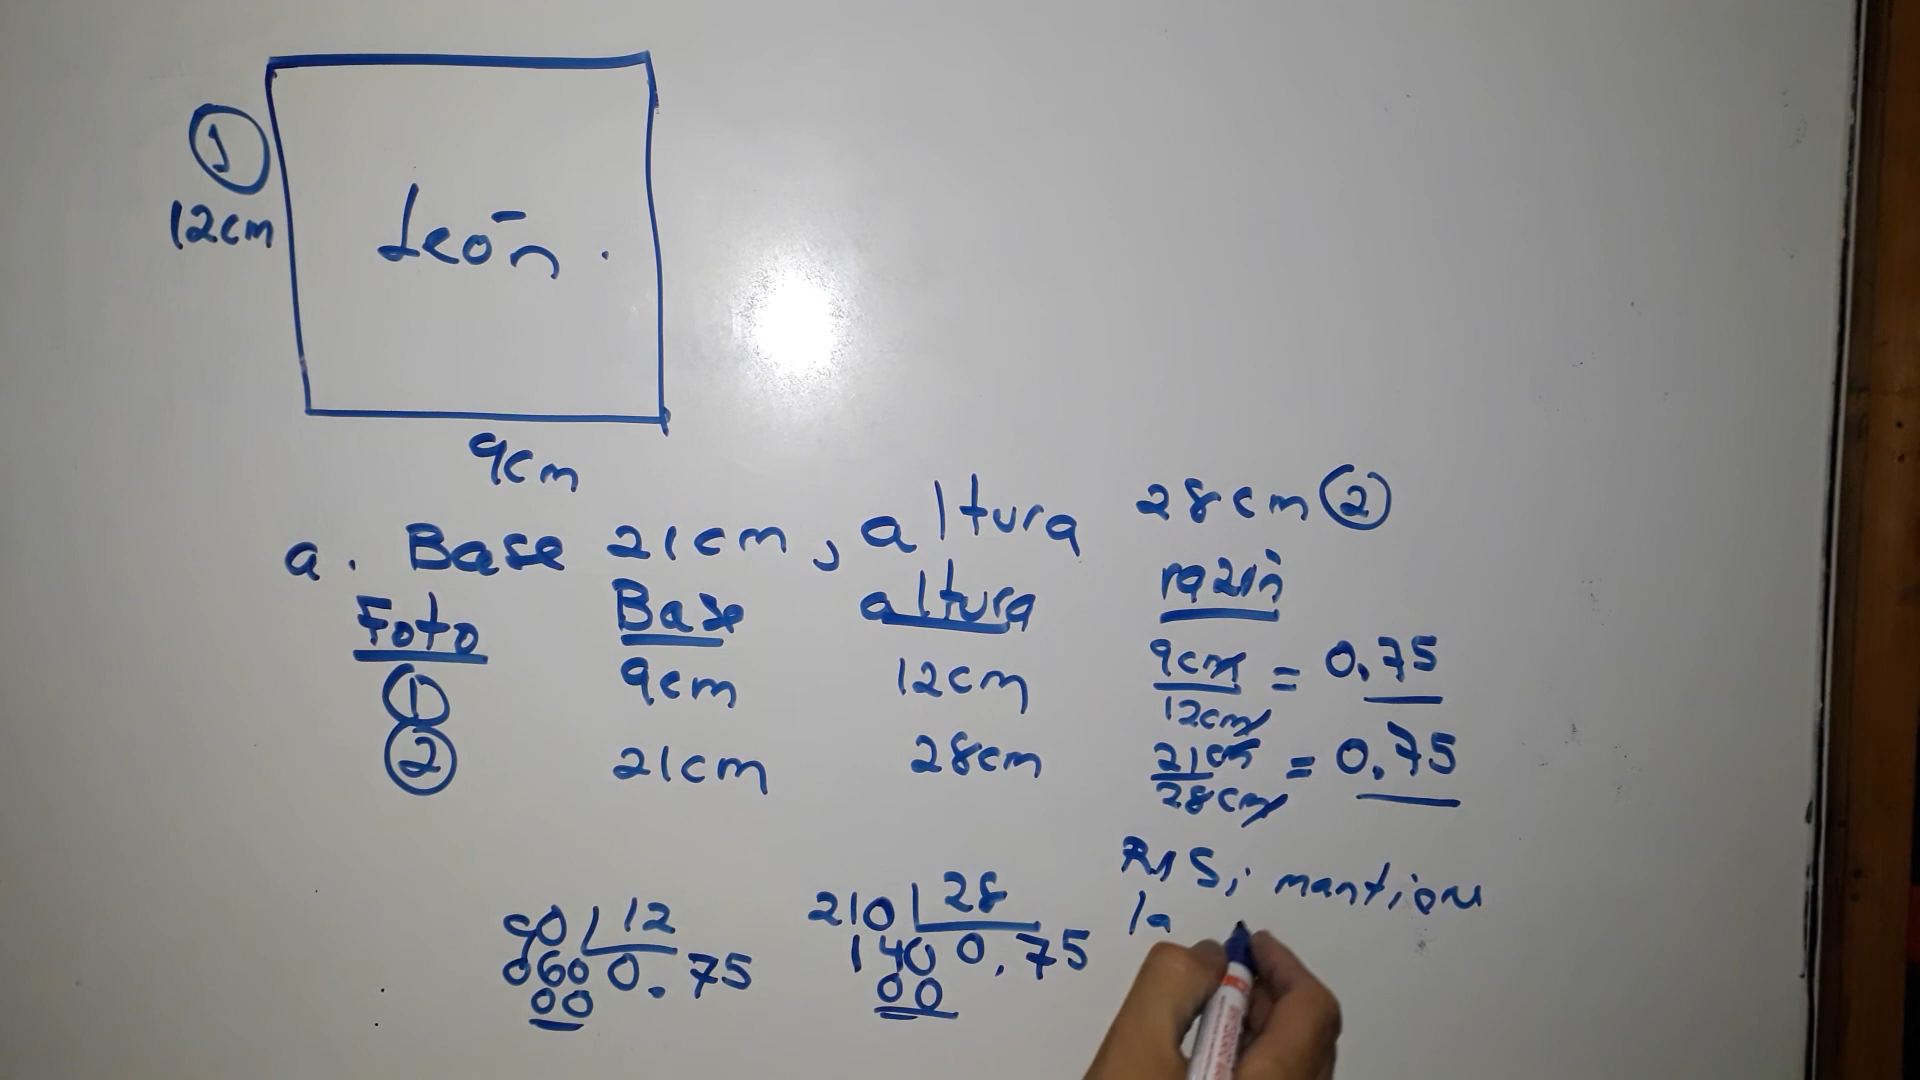 ①
12cm
León.
9cm
a. Base 21cm, altura 28cm ②
Foto Base altura razón
① 9cm 12cm 9cm/12cm = 0.75
② 21cm 28cm 21cm/28cm = 0.75
R/ Si mantiene
la
90 12
060 0.75
00
210 28
140 0.75
00